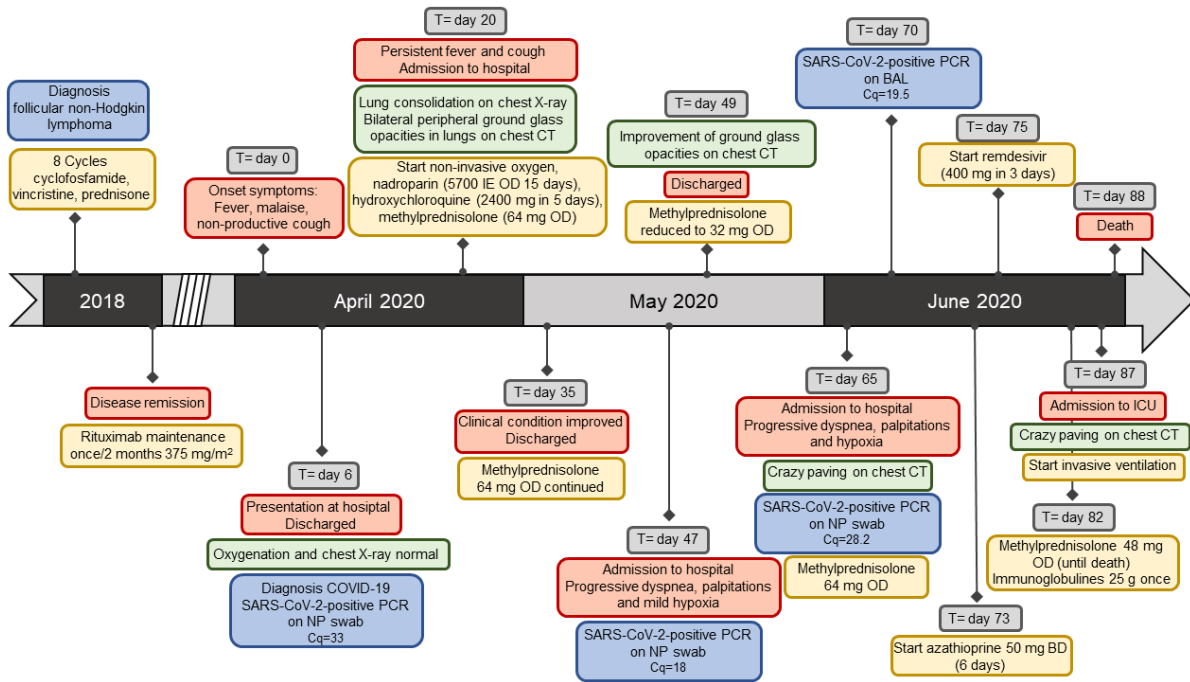 Diagnosis
follicular non-Hodgkin
lymphoma
8 Cycles
cyclofosfamide,
vincristine, prednisone
T= day 0
Onset symptoms:
Fever, malaise,
non-productive cough
T= day 20
Persistent fever and cough
Admission to hospital
Lung consolidation on chest X-ray
Bilateral peripheral ground glass
opacities in lungs on chest CT
Start non-invasive oxygen,
nadroparin (5700 IE OD 15 days),
hydroxychloroquine (2400 mg in 5 days),
methylprednisolone (64 mg OD)
T= day 49
Improvement of ground glass
opacities on chest CT
Discharged
Methylprednisolone
reduced to 32 mg OD
T= day 70
SARS-CoV-2-positive PCR
on BAL
Cq=19.5
T= day 75
Start remdesivir
(400 mg in 3 days)
T= day 88
Death
2018
April 2020
May 2020
June 2020
Disease remission
Rituximab maintenance
once/2 months 375 mg/m²
T= day 6
Presentation at hosiptal
Discharged
Oxygenation and chest X-ray normal
Diagnosis COVID-19
SARS-CoV-2-positive PCR
on NP swab
Cq=33
T= day 35
Clinical condition improved
Discharged
Methylprednisolone
64 mg OD continued
T= day 47
Admission to hospital
Progressive dyspnea, palpitations
and mild hypoxia
SARS-CoV-2-positive PCR
on NP swab
Cq=18
T= day 65
Admission to hospital
Progressive dyspnea, palpitations
and hypoxia
Crazy paving on chest CT
SARS-CoV-2-positive PCR
on NP swab
Cq=28.2
Methylprednisolone
64 mg OD
T= day 73
Start azathioprine 50 mg BD
(6 days)
T= day 87
Admission to ICU
Crazy paving on chest CT
Start invasive ventilation
T= day 82
Methylprednisolone 48 mg
OD (until death)
Immunoglobulines 25 g once